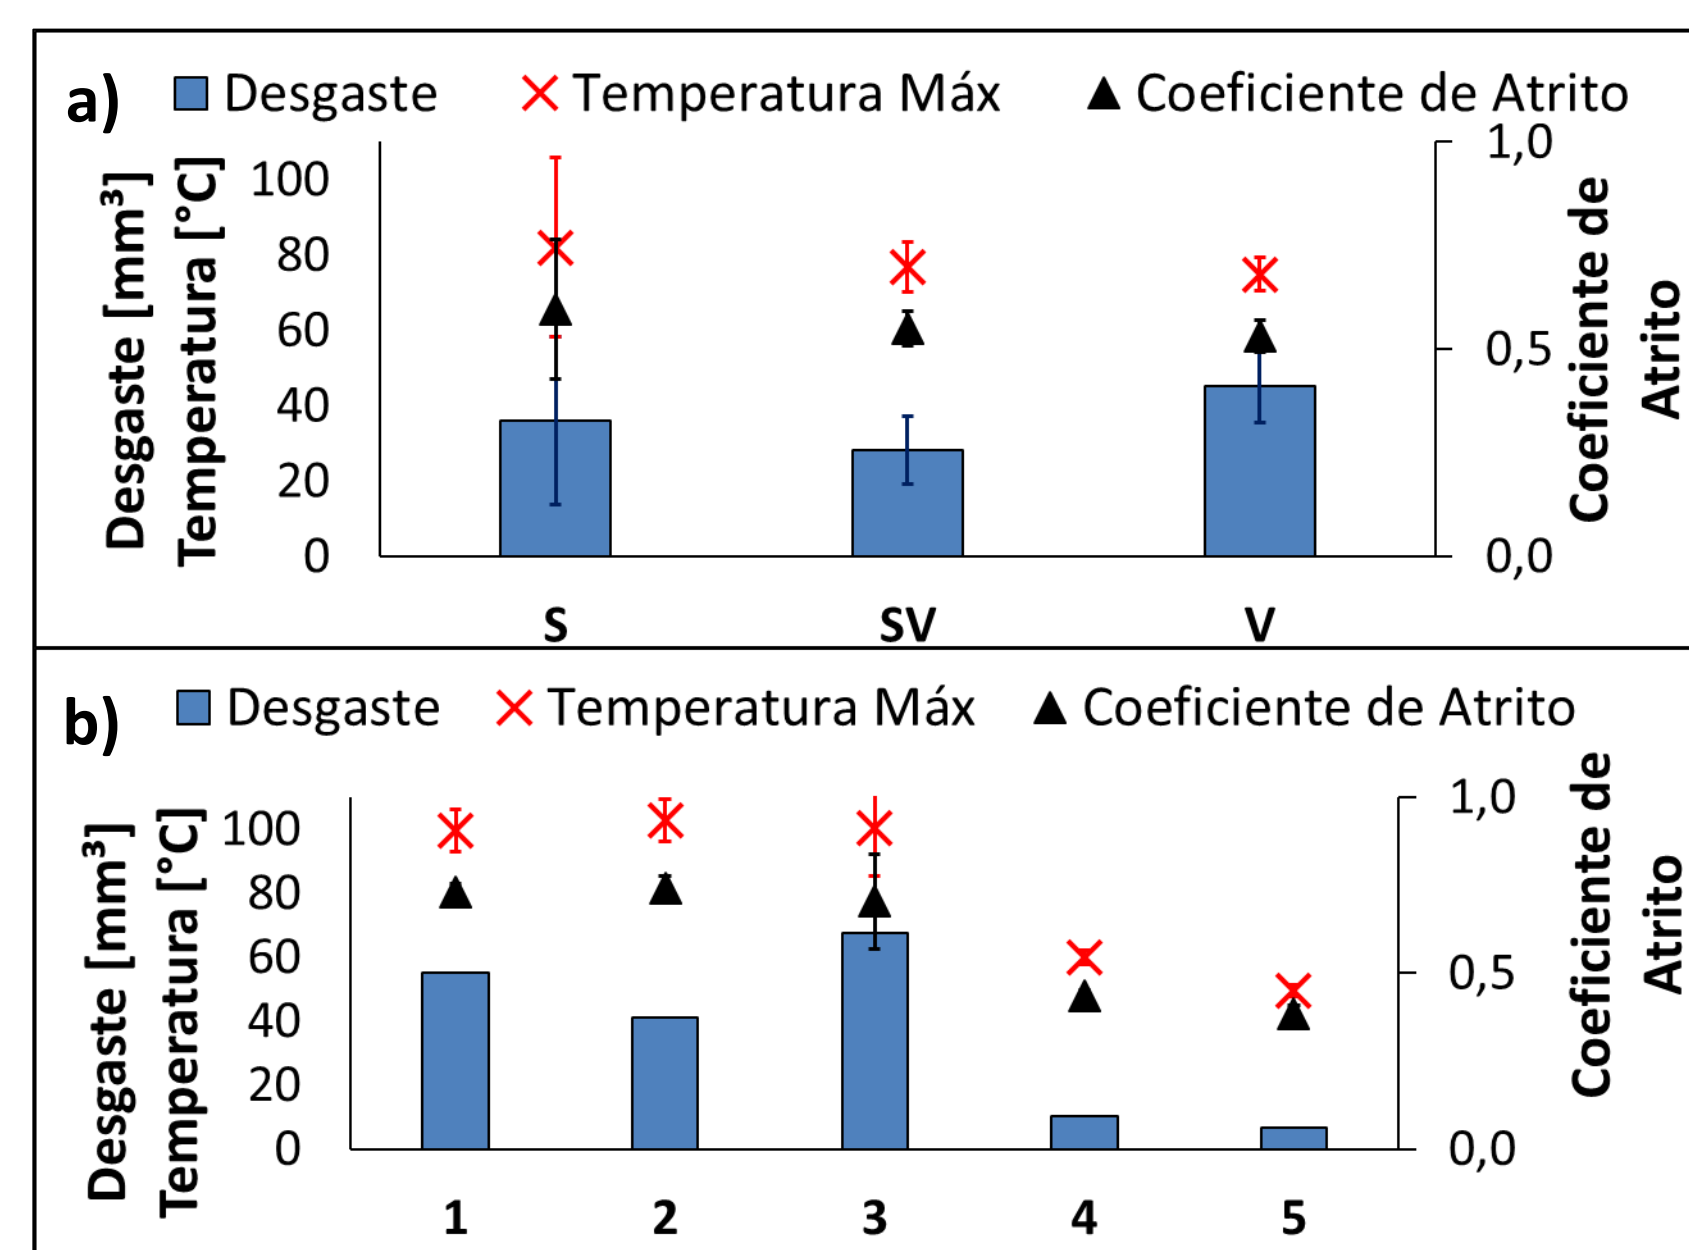 a)
Desgaste Temperatura Máx Coeficiente de Atrito
Desgaste [mm³]
Temperatura [°C]
100
80
60
40
20
0
1,0
0,5
0,0
Coeficiente de
Atrito
S SV V
b)
Desgaste Temperatura Máx Coeficiente de Atrito
Desgaste [mm³]
Temperatura [°C]
100
80
60
40
20
0
1,0
0,5
0,0
Coeficiente de
Atrito
1 2 3 4 5